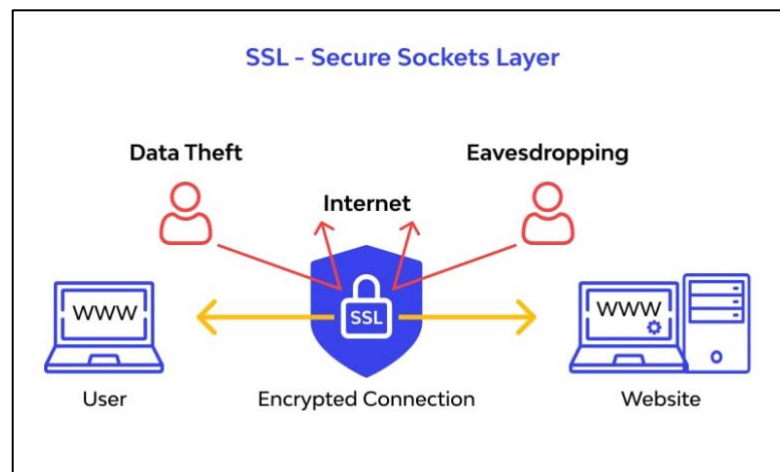 SSL - Secure Sockets Layer
Data Theft
Eavesdropping
Internet
WWW
SSL
WWW
User
Encrypted Connection
Website